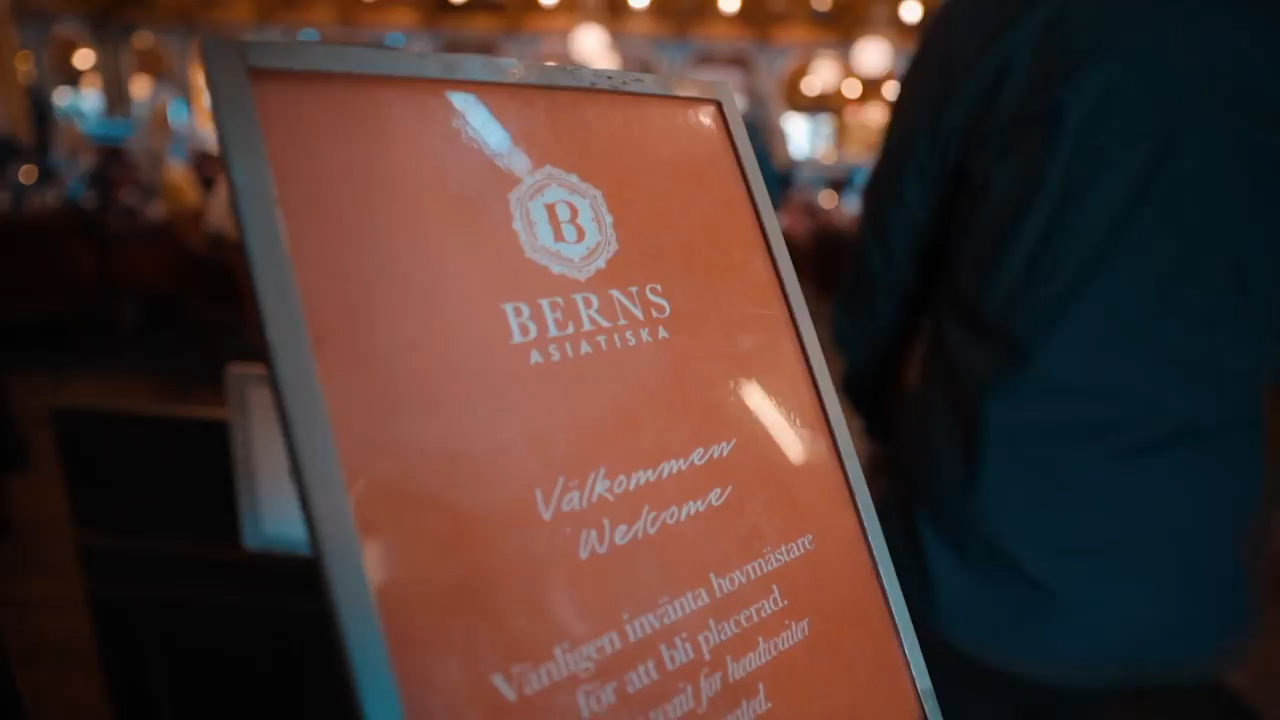 B
BERNS
ASIATISKA
Välkommen
Welcome
Vänligen invänta hovmästare
för att bli placerad.
wait for headwaiter